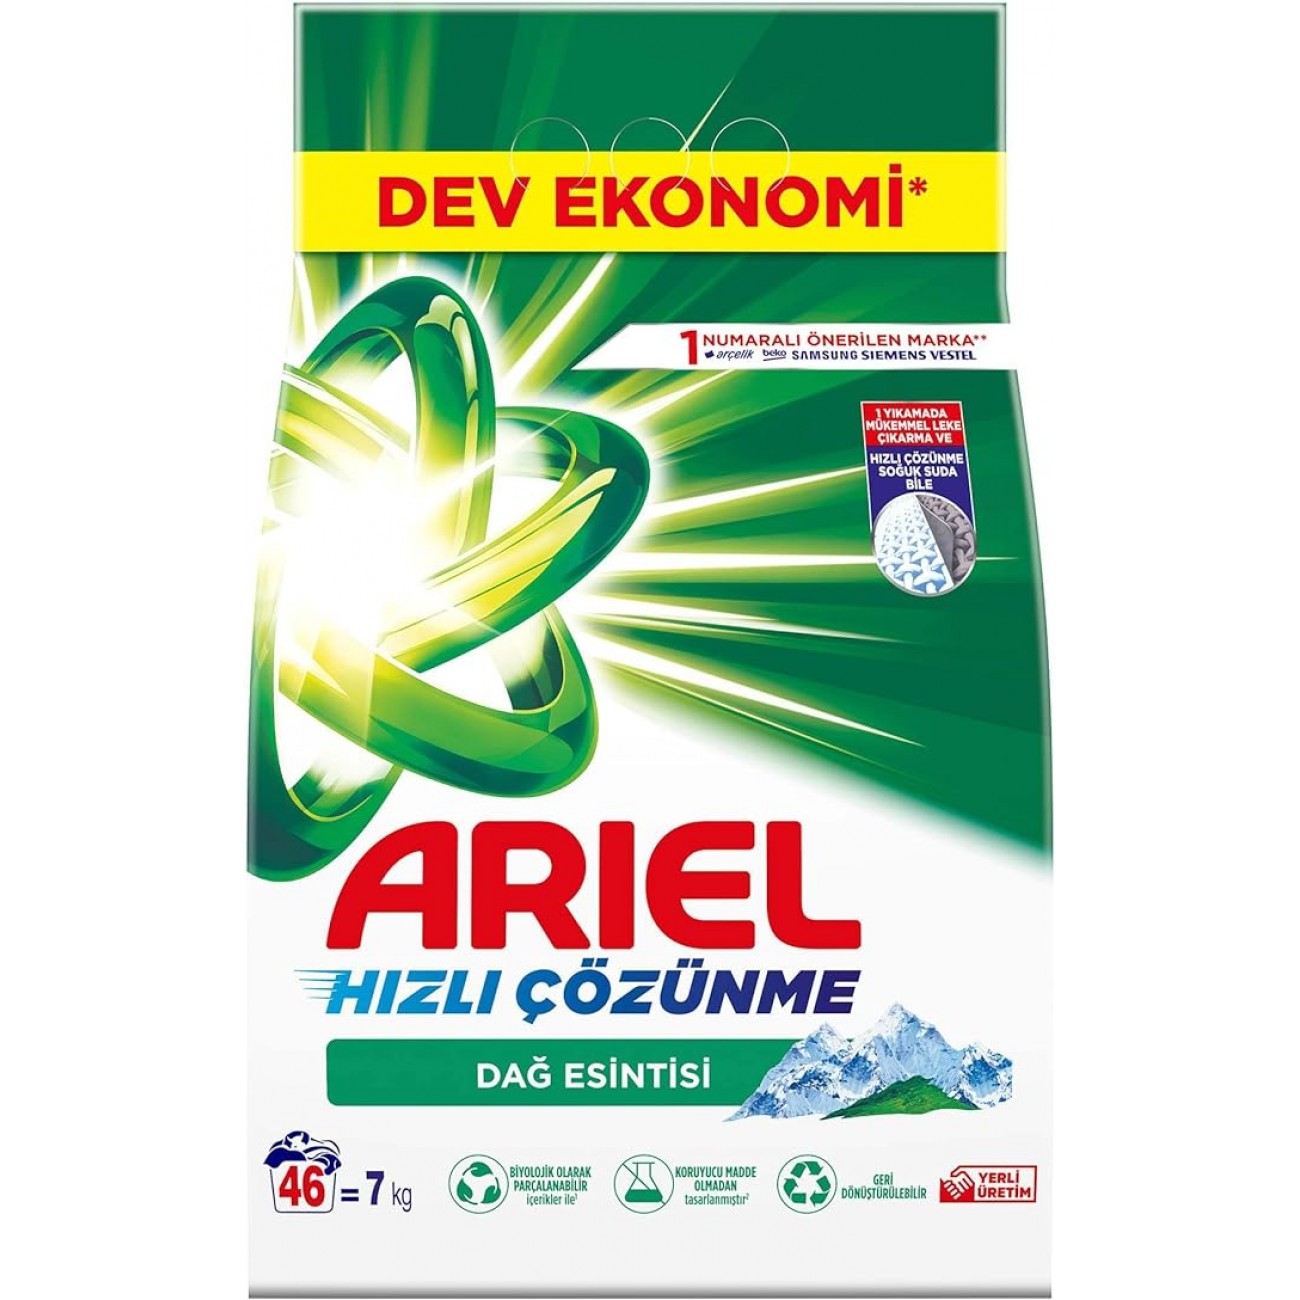 DEV EKONOMİ*
1 NUMARALI ÖNERİLEN MARKA**
arçelik beko SAMSUNG SIEMENS VESTEL
1 YIKAMADA
MÜKEMMEL LEKE
ÇIKARMA VE
HIZLI ÇÖZÜNME
SOĞUK SUDA
BİLE
ARIEL
HIZLI ÇÖZÜNME
DAĞ ESİNTİSİ
46 = 7 kg
BİYOLOJİK OLARAK
PARÇALANABİLİR
içerikler ile¹
KORUYUCU MADDE
OLMADAN
tasarlanmıştır²
GERİ
DÖNÜŞTÜRÜLEBİLİR
YERLİ
ÜRETİM